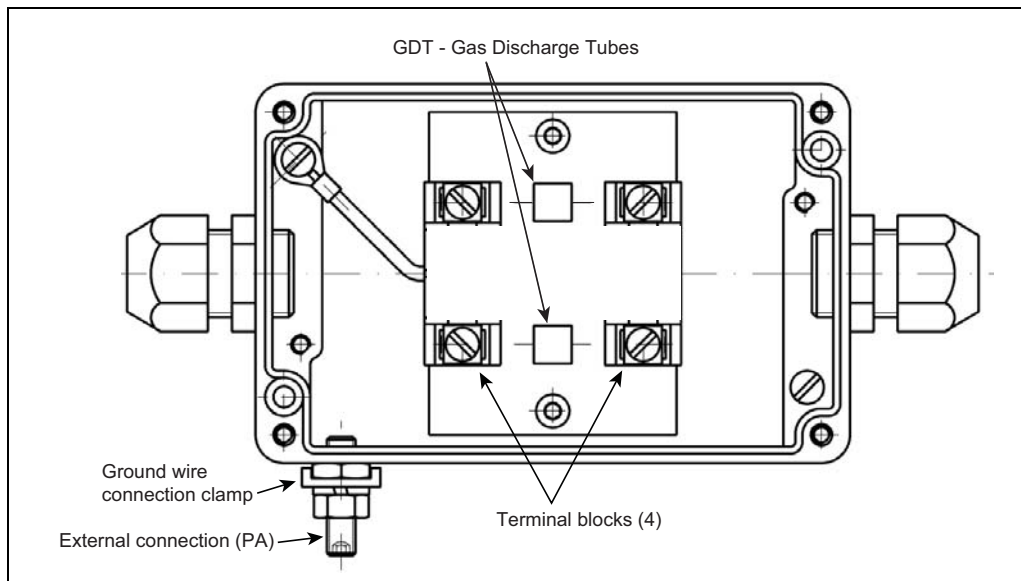 GDT - Gas Discharge Tubes
Ground wire
connection clamp
Terminal blocks (4)
External connection (PA)